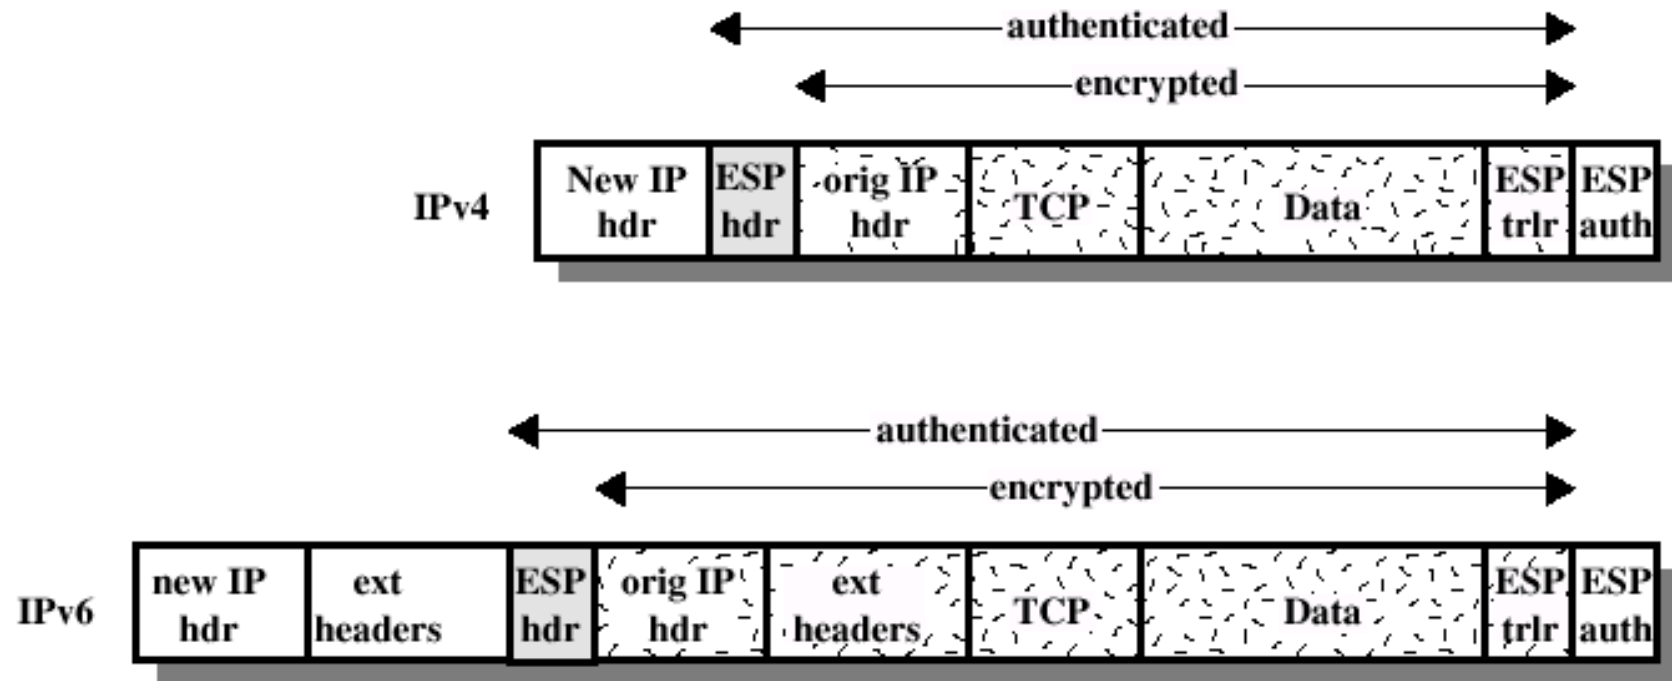 authenticated
encrypted
IPv4
New IP hdr
ESP hdr
orig IP hdr
TCP
Data
ESP trlr
ESP auth
authenticated
encrypted
IPv6
new IP hdr
ext headers
ESP hdr
orig IP hdr
ext headers
TCP
Data
ESP trlr
ESP auth